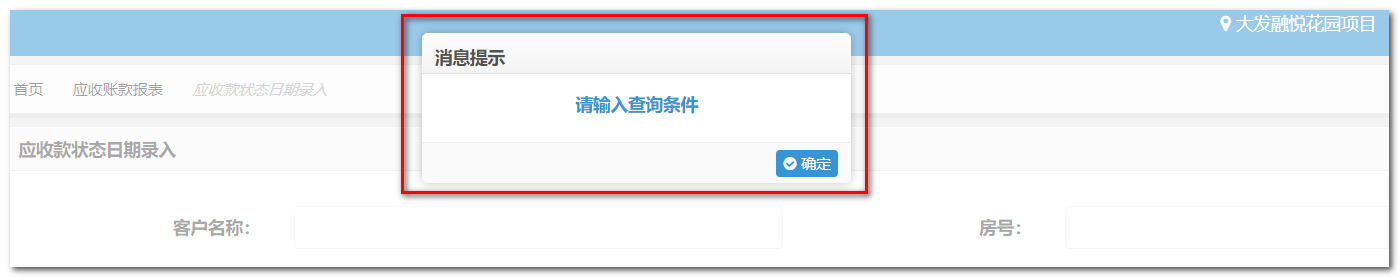 大发融悦花园项目
消息提示
请输入查询条件
确定
首页 应收账款报表 应收款状态日期录入
应收款状态日期录入
客户名称： 房号：